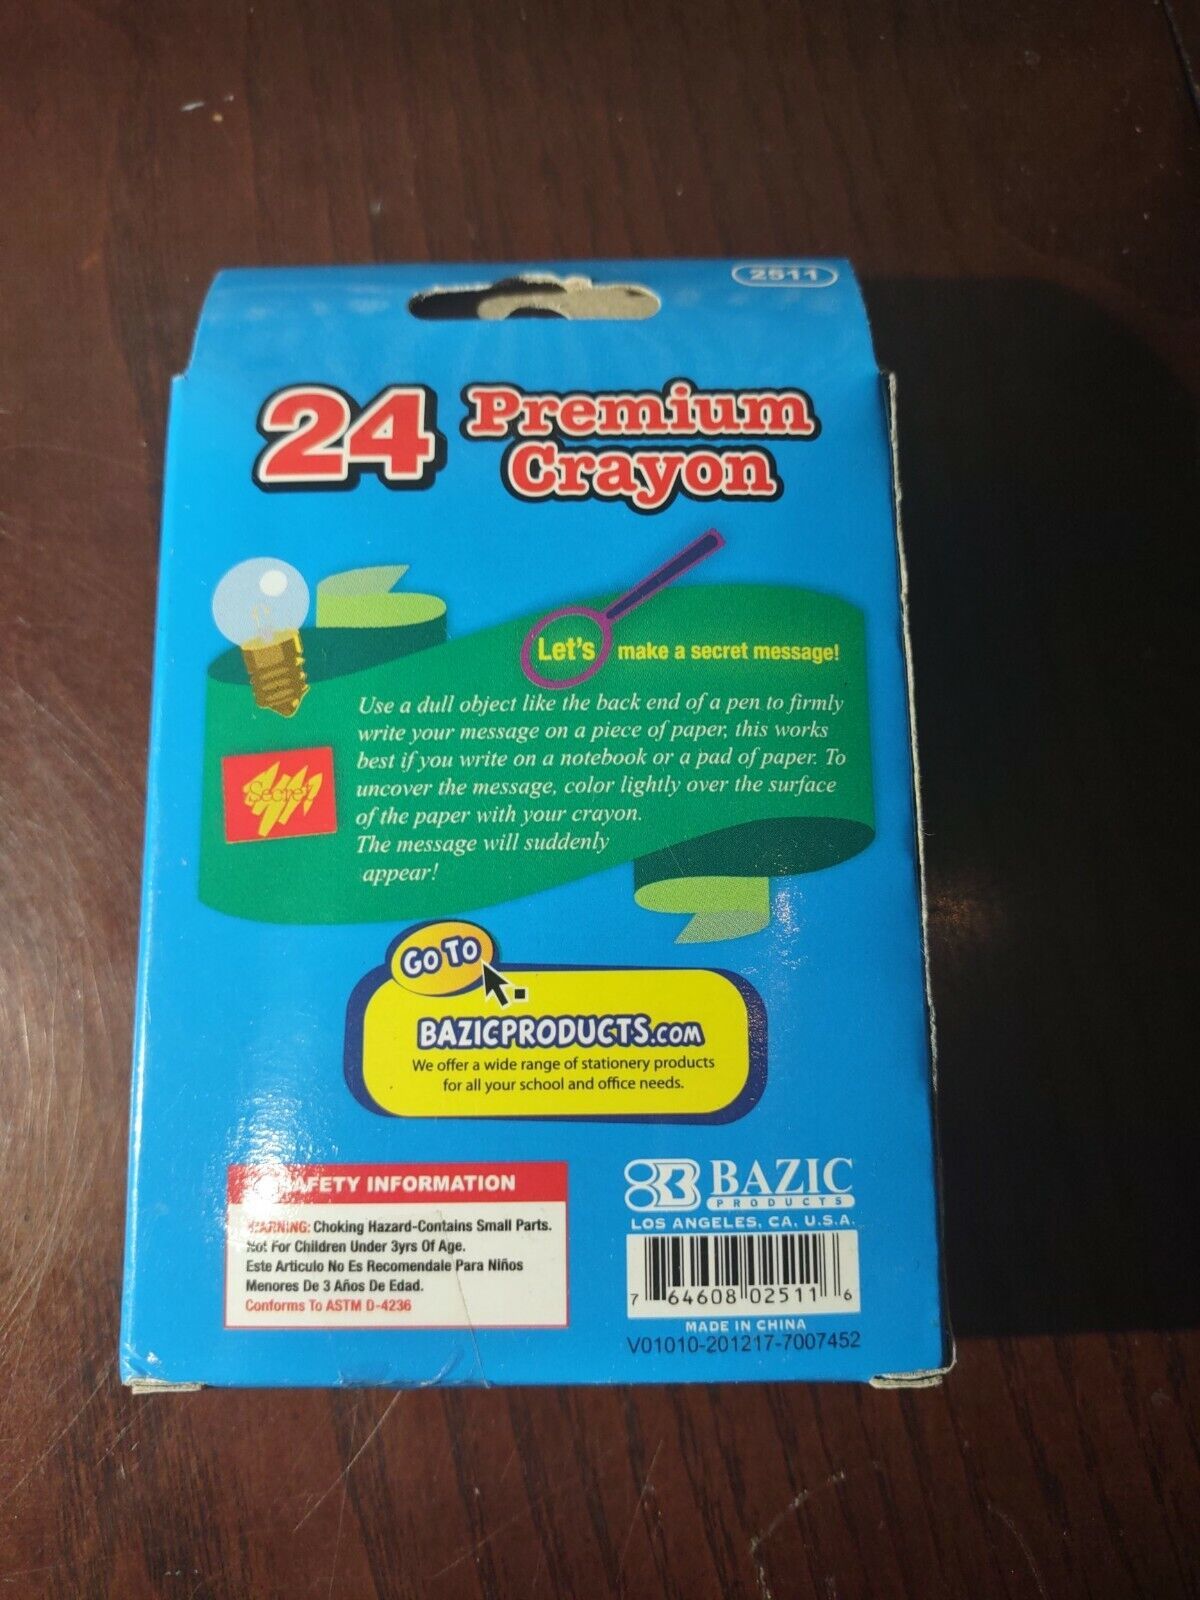 2511
24 Premium
Crayon
Let's make a secret message!
Use a dull object like the back end of a pen to firmly
write your message on a piece of paper, this works
best if you write on a notebook or a pad of paper. To
uncover the message, color lightly over the surface
of the paper with your crayon.
The message will suddenly
appear!
Secret
GO TO
BAZICPRODUCTS.COM
We offer a wide range of stationery products
for all your school and office needs.
SAFETY INFORMATION
WARNING: Choking Hazard-Contains Small Parts.
Not For Children Under 3yrs Of Age.
Este Articulo No Es Recomendale Para Niños
Menores De 3 Años De Edad.
Conforms To ASTM D-4236
B BAZIC
PRODUCTS
LOS ANGELES, CA. U.S.A.
7 64608 02511 6
MADE IN CHINA
V01010-201217-7007452